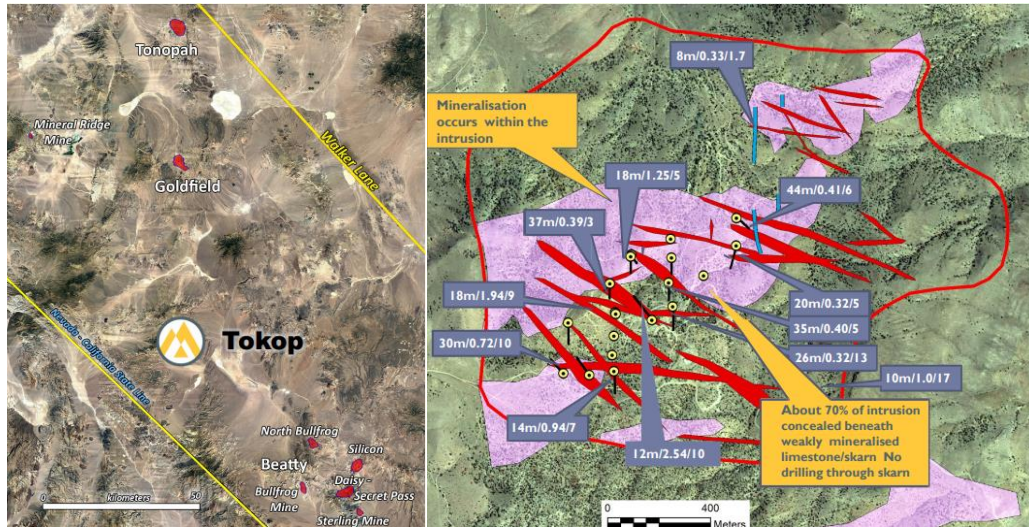 Tonopah
Mineral Ridge
Mine
Goldfield
Walker Lane
Nevada - California State Line
Tokop
North Bullfrog
Silicon
Beatty
Daisy -
Secret Pass
Bullfrog
Mine
Sterling Mine
kilometers
0
50
8m/0.33/1.7
Mineralisation
occurs within the
intrusion
18m/1.25/5
44m/0.41/6
37m/0.39/3
18m/1.94/9
20m/0.32/5
35m/0.40/5
30m/0.72/10
26m/0.32/13
10m/1.0/17
14m/0.94/7
12m/2.54/10
About 70% of intrusion
concealed beneath
weakly mineralised
limestone/skarn No
drilling through skarn
0
400
Meters